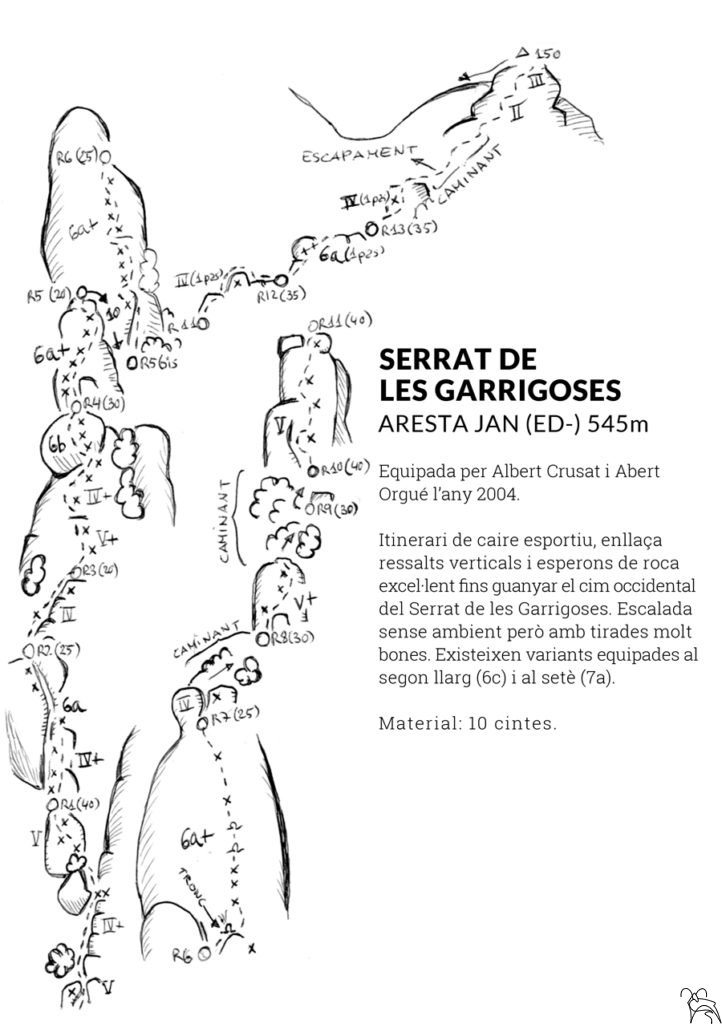 △ 150
III
II
ESCAPAMENT
CAMINANT
IV(1pas)
R13(35)
6a(1pas)
IV(1pas)
R12(35)
R11
R6(25)
6a+
R5(20)
10
R5bis
6a+
R4(30)
6b
IV+
V+
R3(20)
IV
R2(25)
6a
IV+
R1(40)
V
IV+
V
R11(40)
V
R10(40)
R9(30)
CAMINANT
V+
R8(30)
CAMINANT
IV
R7(25)
6a+
TRONC
R6
SERRAT DE
LES GARRIGOSES
ARESTA JAN (ED-) 545m
Equipada per Albert Crusat i Abert
Orgué l’any 2004.
Itinerari de caire esportiu, enllaça
ressalts verticals i esperons de roca
excel·lent fins guanyar el cim occidental
del Serrat de les Garrigoses. Escalada
sense ambient però amb tirades molt
bones. Existeixen variants equipades al
segon llarg (6c) i al setè (7a).
Material: 10 cintes.